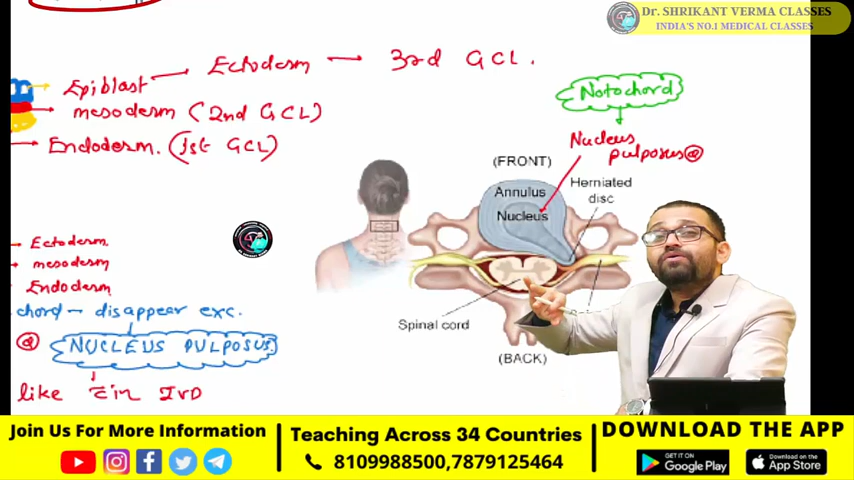 Dr. SHRIKANT VERMA CLASSES
INDIA'S NO.1 MEDICAL CLASSES
Epiblast — Ectoderm — 3rd GCL.
mesoderm (2nd GCL)
Endoderm. (1st GCL)
Notochord
Nucleus
pulposus
(FRONT)
Annulus
Herniated
disc
Nucleus
Spinal cord
(BACK)
Ectoderm
mesoderm
Endoderm
chord — disappear exc.
NUCLEUS PULPOSUS
like in IVD
Join Us For More Information
Teaching Across 34 Countries
8109988500,7879125464
DOWNLOAD THE APP
GET IT ON
Google Play
Download on the
App Store